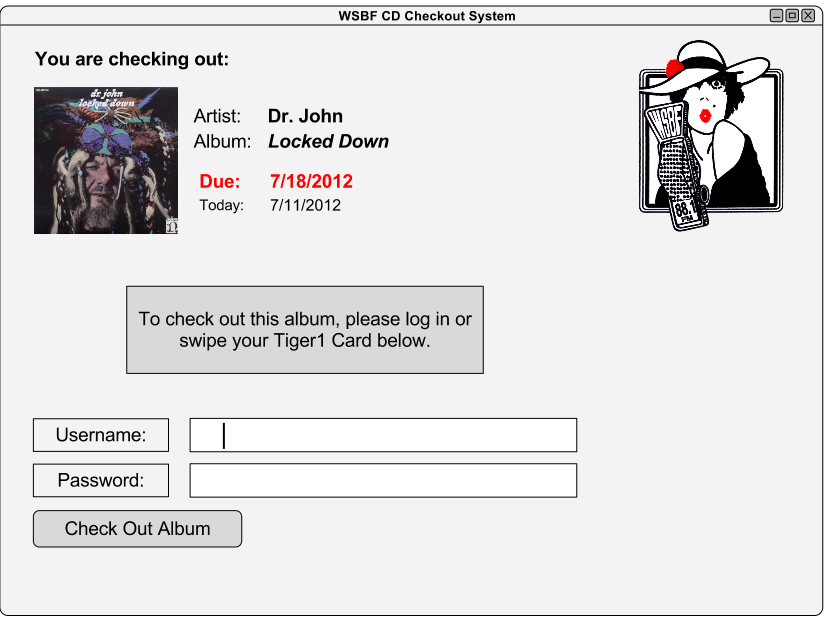 WSBF CD Checkout System
You are checking out:
dr. john
locked down
Artist: Dr. John
Album: Locked Down
Due: 7/18/2012
Today: 7/11/2012
WSBF
88.1
FM
To check out this album, please log in or
swipe your Tiger1 Card below.
Username:
Password:
Check Out Album